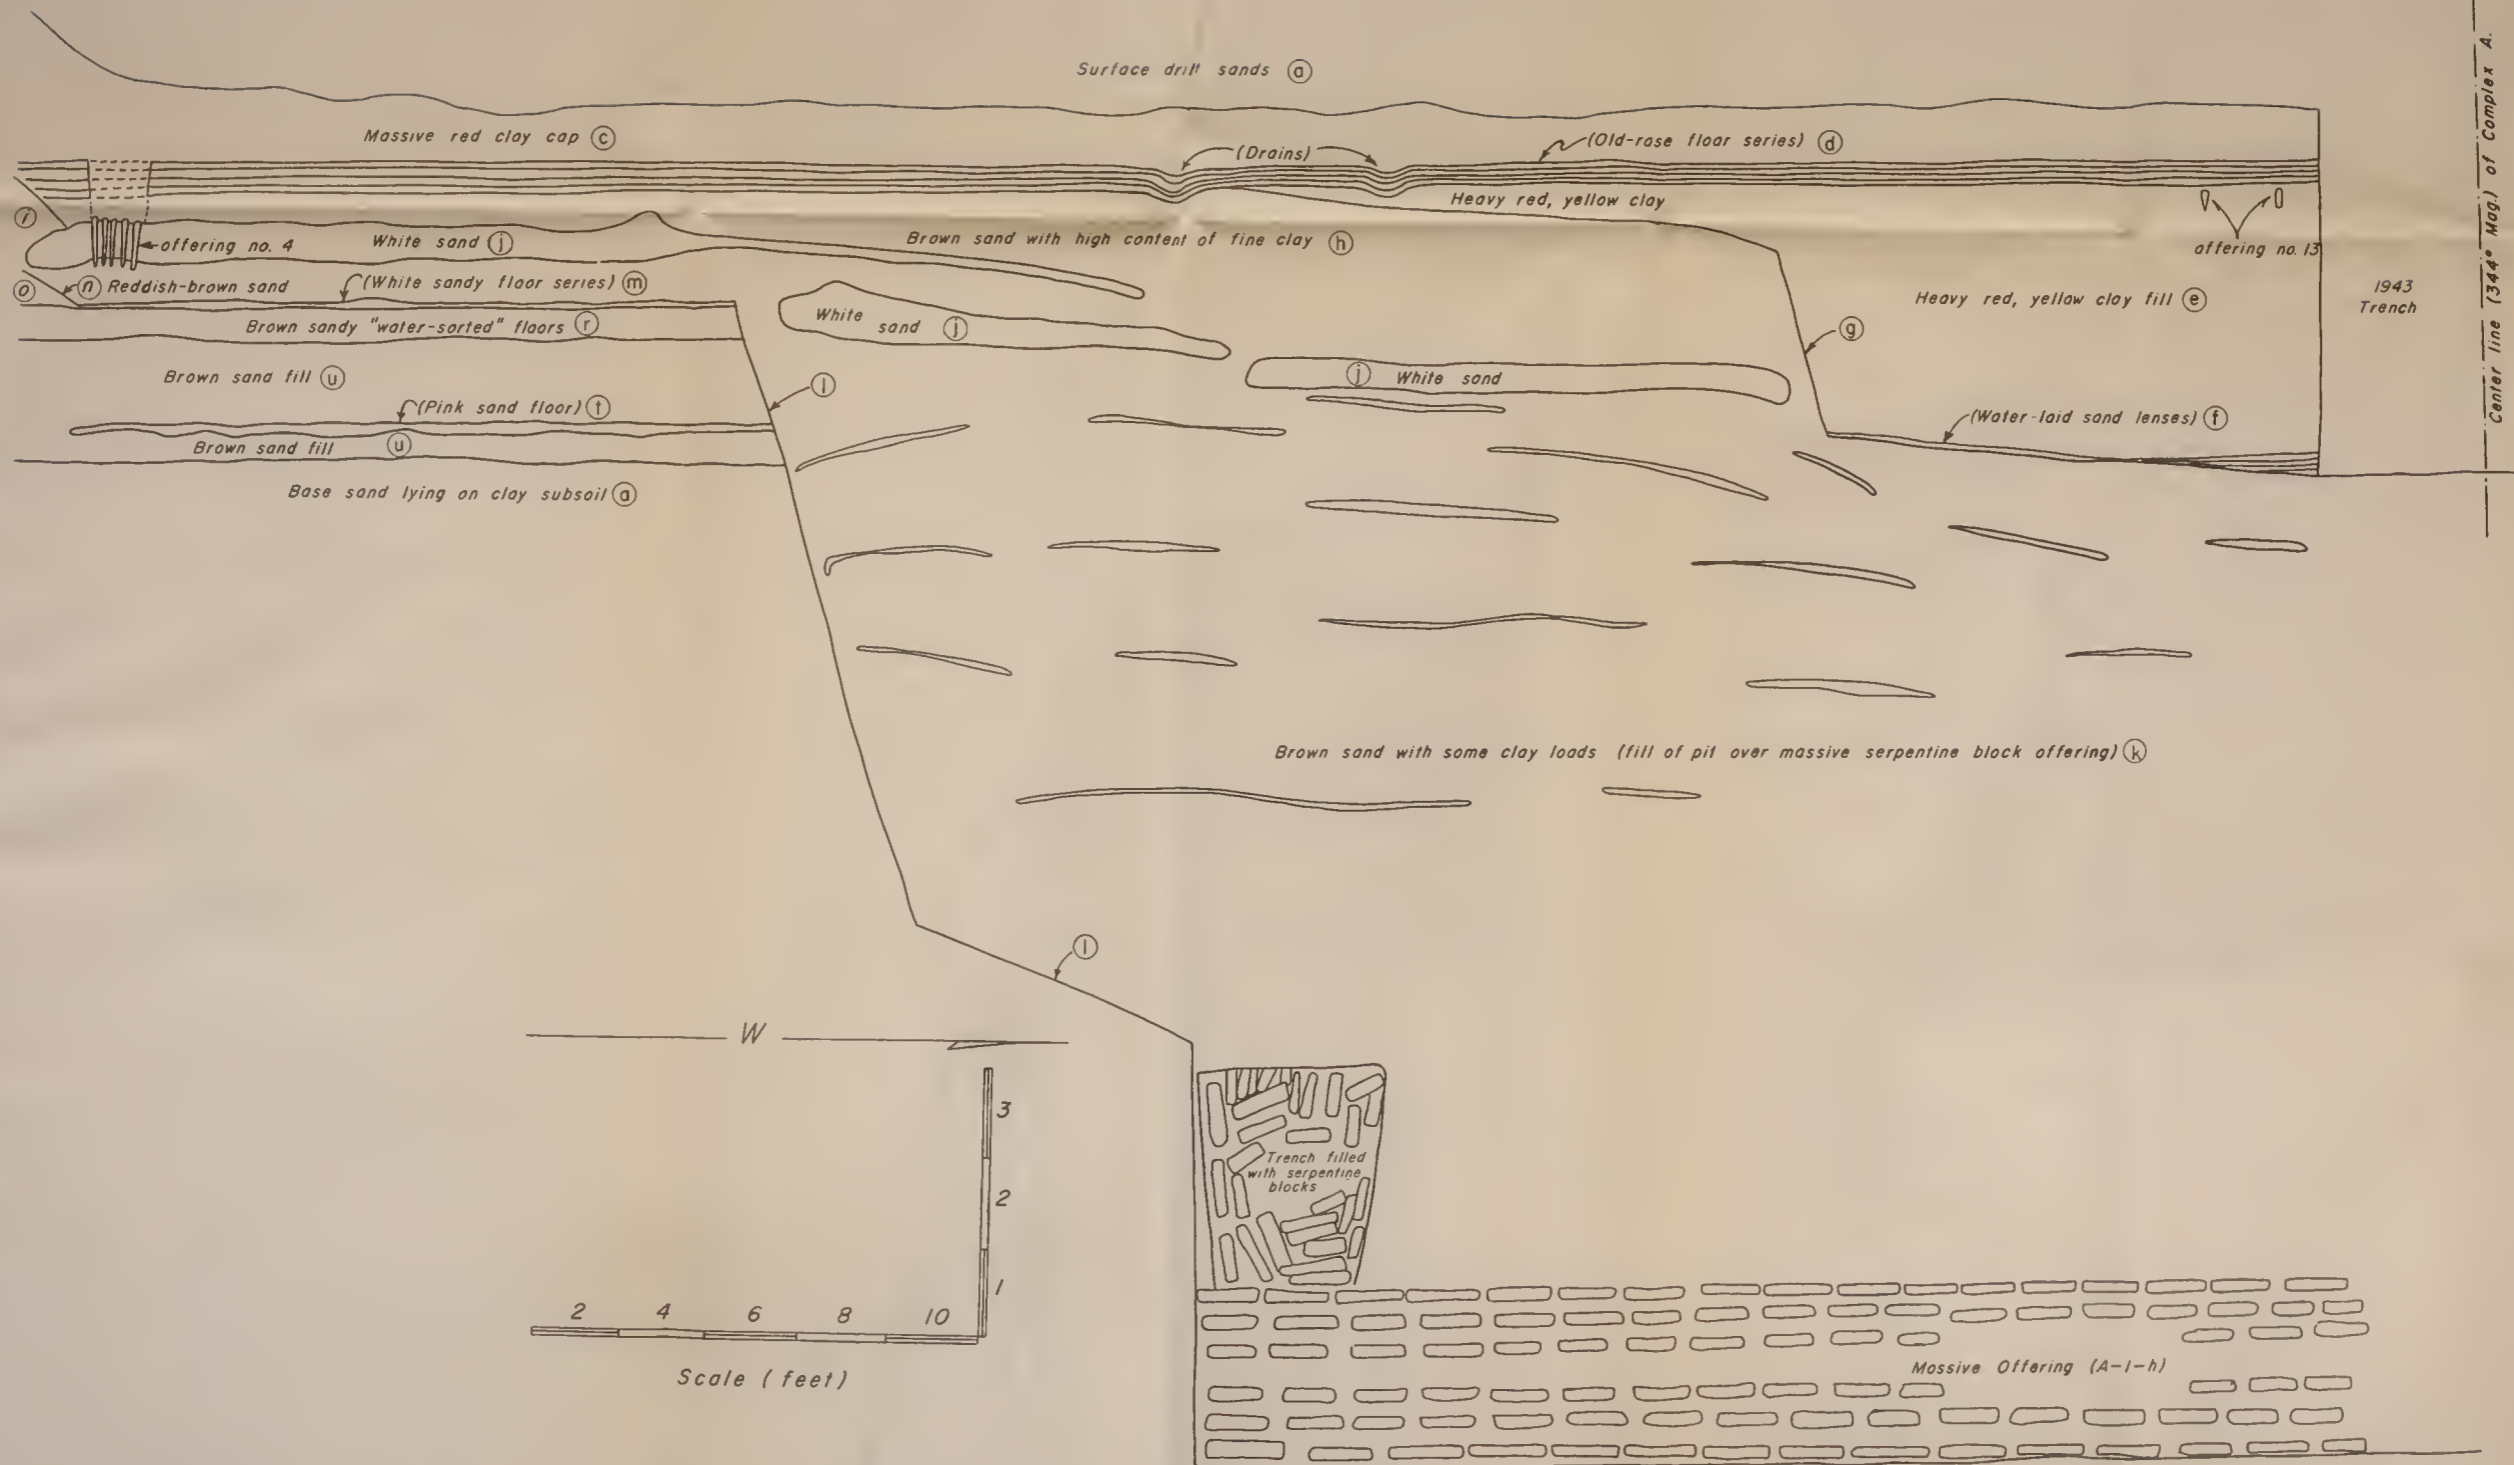 Surface drift sands ⓐ
Massive red clay cap ⓒ
(Drains)
(Old-rose floor series) ⓓ
Heavy red, yellow clay
ⓘ
offering no. 4
White sand ⓙ
Brown sand with high content of fine clay ⓗ
offering no. 13
ⓞ
ⓝ Reddish-brown sand
(White sandy floor series) ⓜ
Heavy red, yellow clay fill ⓔ
1943
Trench
Center line (344° Mag.) of Complex A.
Brown sandy "water-sorted" floors ⓡ
White
sand ⓙ
ⓖ
Brown sand fill ⓤ
ⓛ
ⓙ White sand
(Pink sand floor) ⓣ
(Water-laid sand lenses) ⓕ
Brown sand fill ⓤ
Base sand lying on clay subsoil ⓐ
Brown sand with some clay loads (fill of pit over massive serpentine block offering) ⓚ
ⓛ
W
3
2
1
Trench filled
with serpentine
blocks
2 4 6 8 10
Scale (feet)
Massive Offering (A-1-h)